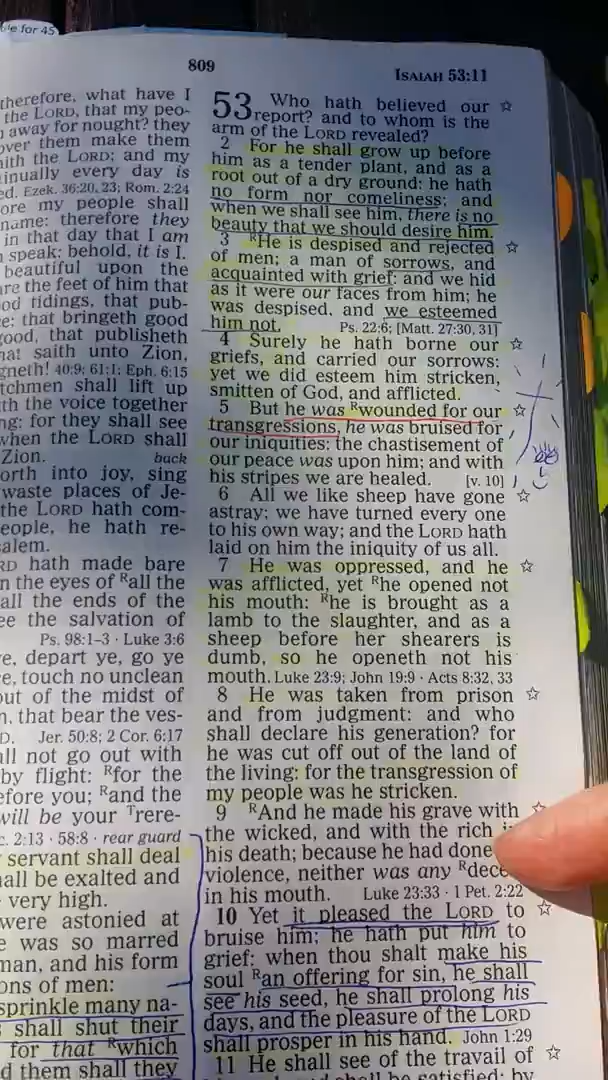 ble for 45
809
ISAIAH 53:11
therefore, what have I
the LORD, that my peo-
away for nought? they
over them make them
aith the LORD; and my
tinually every day is
ed. Ezek. 36:20, 23; Rom. 2:24
ore my people shall
name: therefore they
in that day that I am
speak: behold, it is I.
beautiful upon the
are the feet of him that
od tidings, that pub-
e: that bringeth good
good, that publisheth
hat saith unto Zion,
gneth! 40:9; 61:1; Eph. 6:15
tchmen shall lift up
th the voice together
ng: for they shall see
when the LORD shall
Zion. back
orth into joy, sing
waste places of Je-
the LORD hath com-
eople, he hath re-
alem.
RD hath made bare
n the eyes of Rall the
all the ends of the
ee the salvation of
Ps. 98:1–3 · Luke 3:6
ye, depart ye, go ye
ce, touch no unclean
out of the midst of
n, that bear the ves-
D. Jer. 50:8; 2 Cor. 6:17
all not go out with
by flight: Rfor the
efore you; Rand the
will be your Trere-
c. 2:13 · 58:8 · rear guard
servant shall deal
hall be exalted and
very high.
were astonied at
e was so marred
man, and his form
ons of men:
sprinkle many na-
shall shut their
for that Rwhich
d them shall they
53 Who hath believed our ☆
report? and to whom is the
arm of the LORD revealed?
2 For he shall grow up before
him as a tender plant, and as a
root out of a dry ground: he hath
no form nor comeliness; and
when we shall see him, there is no
beauty that we should desire him.
3 RHe is despised and rejected ☆
of men; a man of sorrows, and
acquainted with grief: and we hid
as it were our faces from him; he
was despised, and we esteemed
him not. Ps. 22:6; [Matt. 27:30, 31]
4 Surely he hath borne our ☆
griefs, and carried our sorrows:
yet we did esteem him stricken,
smitten of God, and afflicted.
5 But he was Rwounded for our ☆
transgressions, he was bruised for
our iniquities: the chastisement of
our peace was upon him; and with
his stripes we are healed. [v. 10]
6 All we like sheep have gone ☆
astray; we have turned every one
to his own way; and the LORD hath
laid on him the iniquity of us all.
7 He was oppressed, and he ☆
was afflicted, yet Rhe opened not
his mouth: Rhe is brought as a
lamb to the slaughter, and as a
sheep before her shearers is
dumb, so he openeth not his
mouth. Luke 23:9; John 19:9 · Acts 8:32, 33
8 He was taken from prison ☆
and from judgment: and who
shall declare his generation? for
he was cut off out of the land of
the living: for the transgression of
my people was he stricken.
9 RAnd he made his grave with ☆
the wicked, and with the rich
his death; because he had done
violence, neither was any Rdece
in his mouth. Luke 23:33 · 1 Pet. 2:22
10 Yet it pleased the LORD to ☆
bruise him; he hath put him to
grief: when thou shalt make his
soul Ran offering for sin, he shall
see his seed, he shall prolong his
days, and the pleasure of the LORD
shall prosper in his hand. John 1:29
11 He shall see of the travail of ☆
shall be satisfied: by